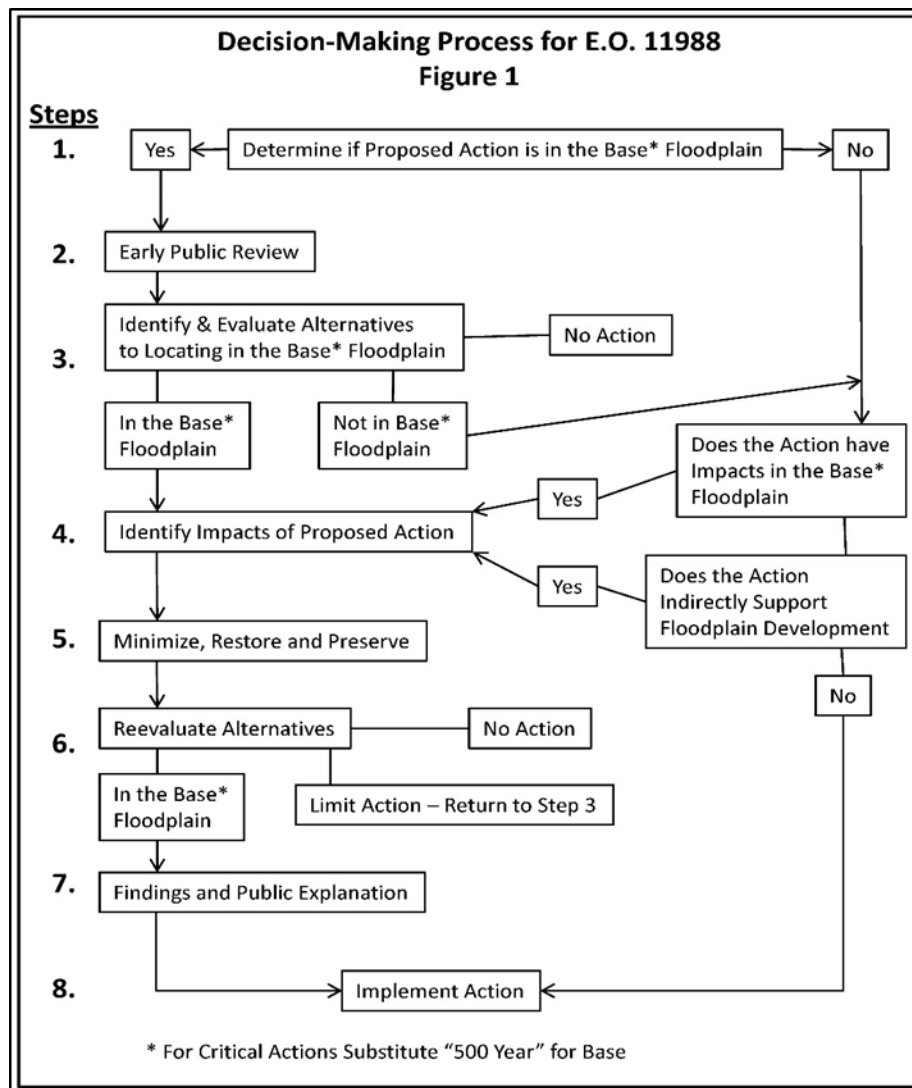 Decision-Making Process for E.O. 11988
Figure 1
Steps
1.
Yes
Determine if Proposed Action is in the Base* Floodplain
No
2.
Early Public Review
3.
Identify & Evaluate Alternatives
to Locating in the Base* Floodplain
No Action
In the Base*
Floodplain
Not in Base*
Floodplain
Does the Action have
Impacts in the Base*
Floodplain
Yes
4.
Identify Impacts of Proposed Action
Yes
Does the Action
Indirectly Support
Floodplain Development
5.
Minimize, Restore and Preserve
No
6.
Reevaluate Alternatives
No Action
In the Base*
Floodplain
Limit Action – Return to Step 3
7.
Findings and Public Explanation
8.
Implement Action
* For Critical Actions Substitute “500 Year” for Base